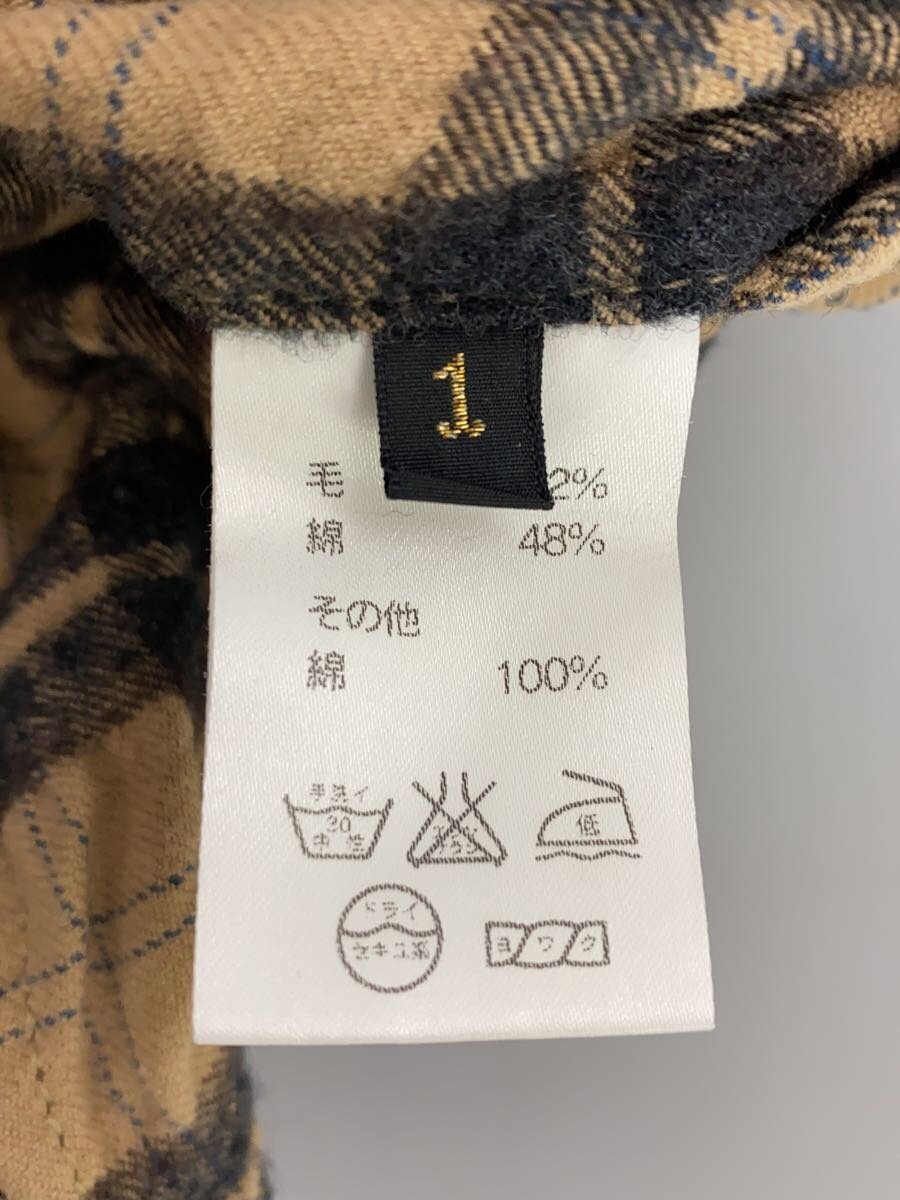 1
毛 2%
綿 48%
その他
綿 100%
手洗イ
30
中性
低
ドライ
セキユ系
ヨワク